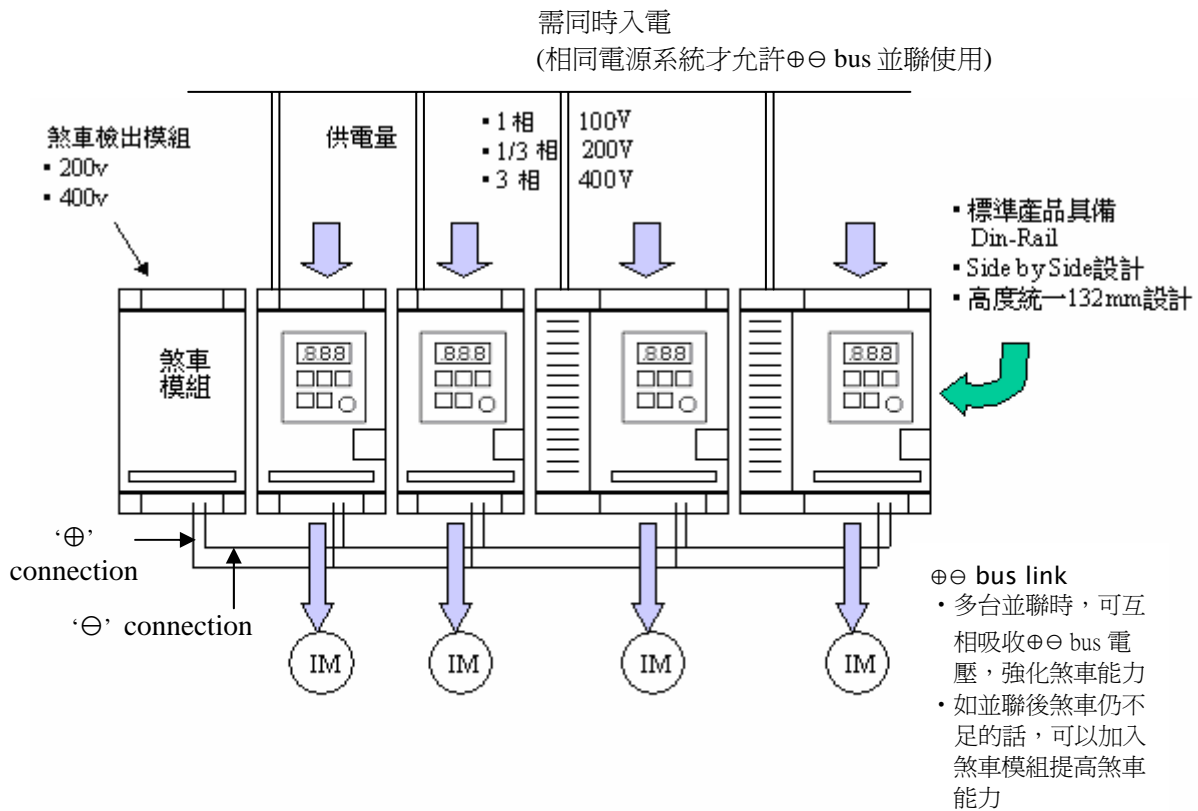 需同時入電
(相同電源系統才允許⊕⊖ bus 並聯使用)
煞車檢出模組
▪ 200v
▪ 400v
供電量
▪ 1 相 100V
▪ 1/3 相 200V
▪ 3 相 400V
▪ 標準產品具備
Din-Rail
▪ Side by Side設計
▪ 高度統一132mm設計
煞車
模組
8.8.8
8.8.8
8.8.8
8.8.8
‘⊕’
connection
‘⊖’ connection
IM
IM
IM
IM
⊕⊖ bus link
・多台並聯時，可互
相吸收⊕⊖ bus 電
壓，強化煞車能力
・如並聯後煞車仍不
足的話，可以加入
煞車模組提高煞車
能力